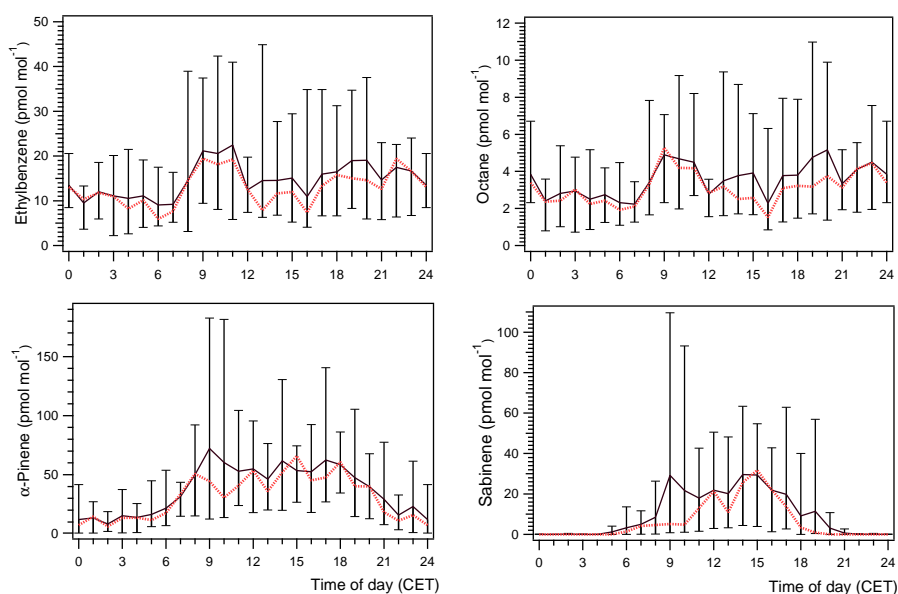 Ethylbenzene (pmol mol⁻¹)
50
40
30
20
10
0
0 3 6 9 12 15 18 21 24
Octane (pmol mol⁻¹)
12
10
8
6
4
2
0
0 3 6 9 12 15 18 21 24
α-Pinene (pmol mol⁻¹)
150
100
50
0
0 3 6 9 12 15 18 21 24
Time of day (CET)
Sabinene (pmol mol⁻¹)
100
80
60
40
20
0
0 3 6 9 12 15 18 21 24
Time of day (CET)